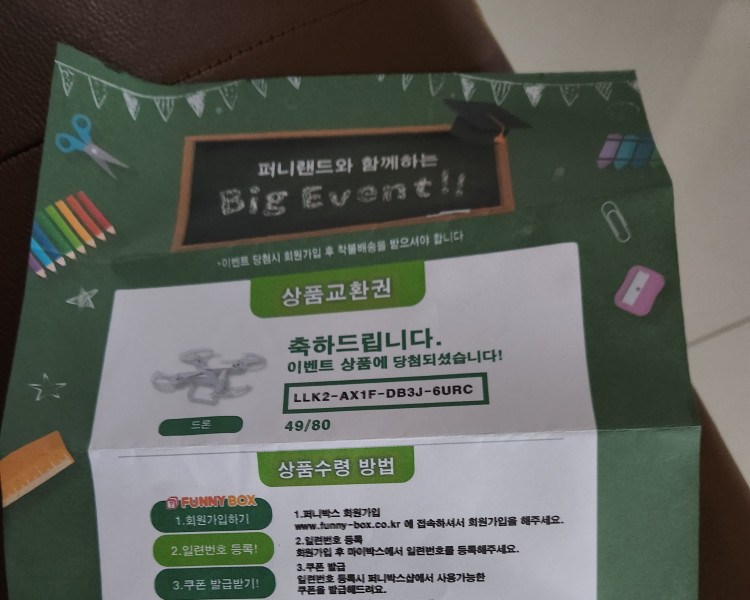 퍼니랜드와 함께하는
Big Event!!
*이벤트 당첨시 회원가입 후 착불배송을 받으셔야 합니다
상품교환권
축하드립니다.
이벤트 상품에 당첨되셨습니다!
LLK2-AX1F-DB3J-6URC
드론
49/80
상품수령 방법
FUNNY BOX
1.회원가입하기
1.퍼니박스 회원가입
www.funny-box.co.kr 에 접속하셔서 회원가입을 해주세요.
2.일련번호 등록!
2.일련번호 등록
회원가입 후 마이박스에서 일련번호를 등록해주세요.
3.쿠폰 발급받기!
3.쿠폰 발급
일련번호 등록시 퍼니박스샵에서 사용가능한
쿠폰을 발급해드려요.